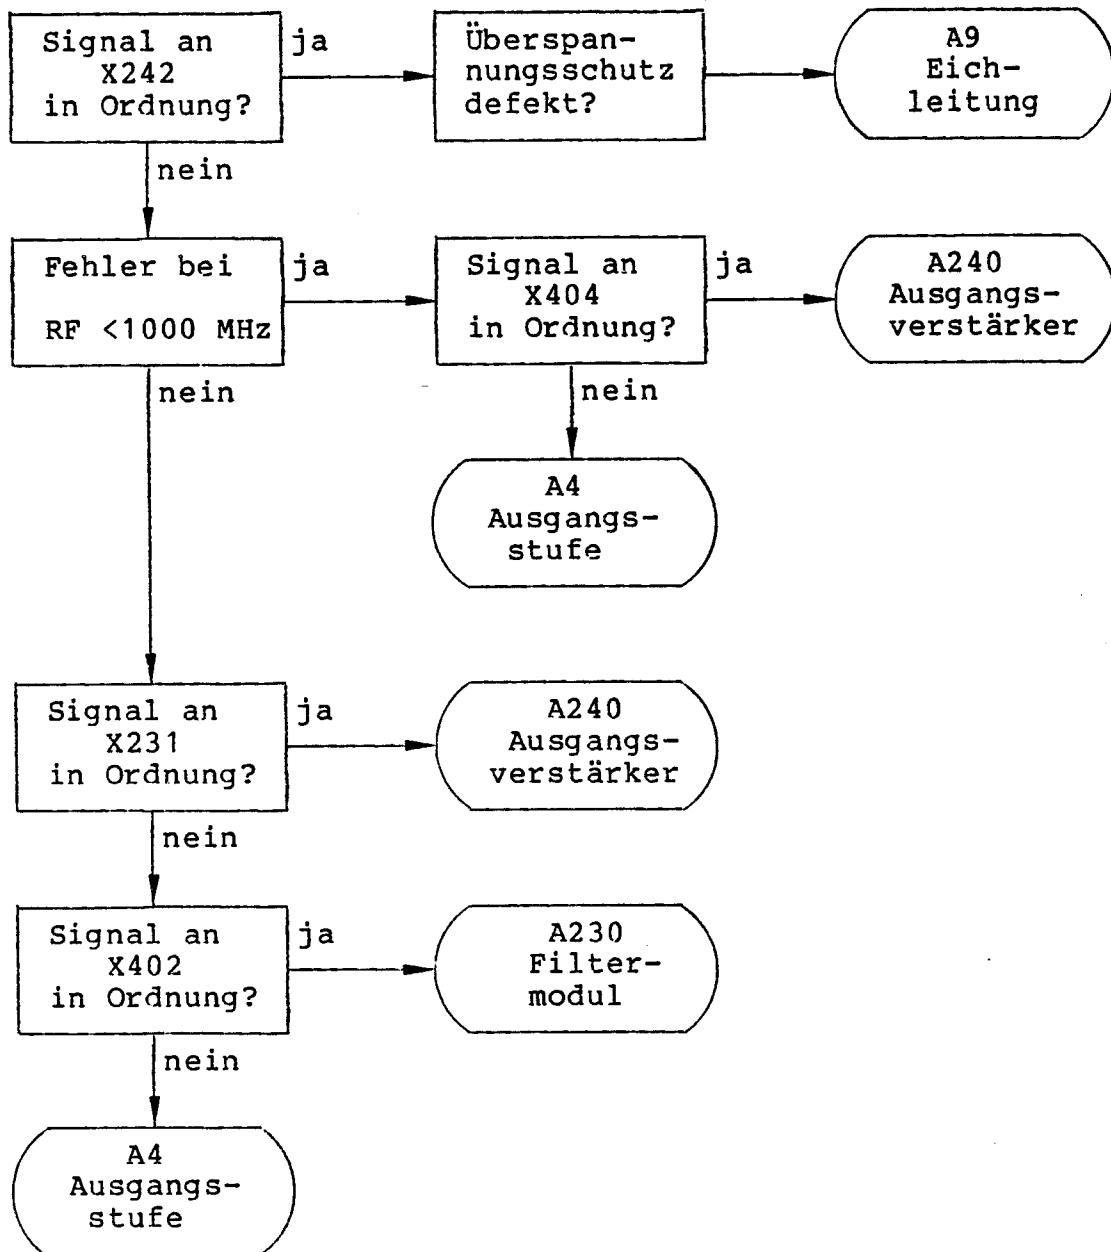 Signal an
X242
in Ordnung?
ja
Überspan-
nungsschutz
defekt?
A9
Eich-
leitung
nein
Fehler bei
RF <1000 MHz
ja
Signal an
X404
in Ordnung?
ja
A240
Ausgangs-
verstärker
nein
nein
A4
Ausgangs-
stufe
Signal an
X231
in Ordnung?
ja
A240
Ausgangs-
verstärker
nein
Signal an
X402
in Ordnung?
ja
A230
Filter-
modul
nein
A4
Ausgangs-
stufe